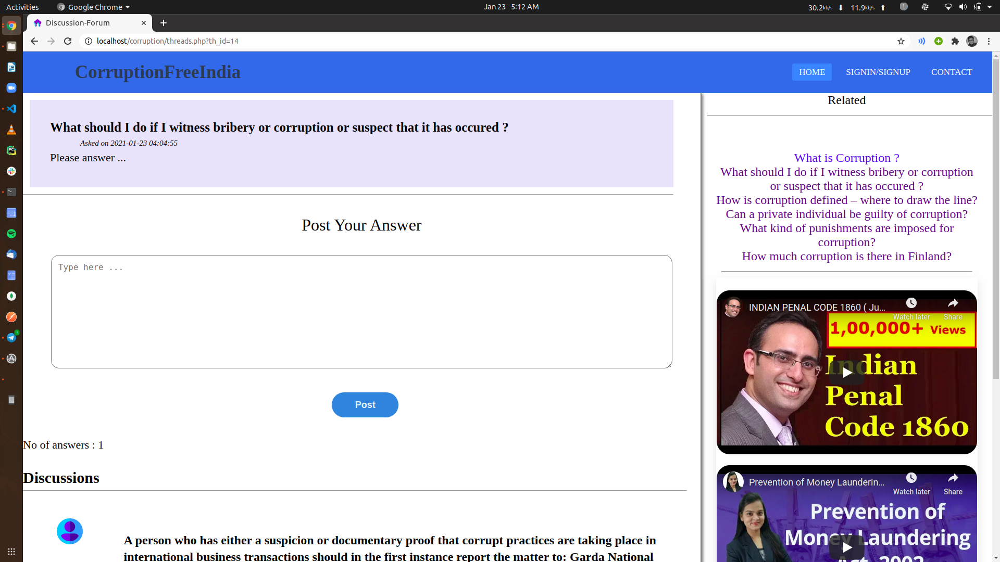 Activities
Google Chrome
Jan 23 5:12 AM
30.2kb/s
11.9kb/s
1
Discussion-Forum
localhost/corruption/threads.php?th_id=14
CorruptionFreeIndia
HOME
SIGNIN/SIGNUP
CONTACT
What should I do if I witness bribery or corruption or suspect that it has occured ?
Asked on 2021-01-23 04:04:55
Please answer ...
Post Your Answer
Type here ...
Post
No of answers : 1
Discussions
A person who has either a suspicion or documentary proof that corrupt practices are taking place in
international business transactions should in the first instance report the matter to: Garda National
Related
What is Corruption ?
What should I do if I witness bribery or corruption
or suspect that it has occured ?
How is corruption defined – where to draw the line?
Can a private individual be guilty of corruption?
What kind of punishments are imposed for
corruption?
How much corruption is there in Finland?
INDIAN PENAL CODE 1860 ( Ju...
Watch later
Share
1,00,000+ Views
Indian
Penal
Code 1860
Prevention of Money Launderin...
Watch later
Share
Prevention of
Money Laundering
Act, 2002